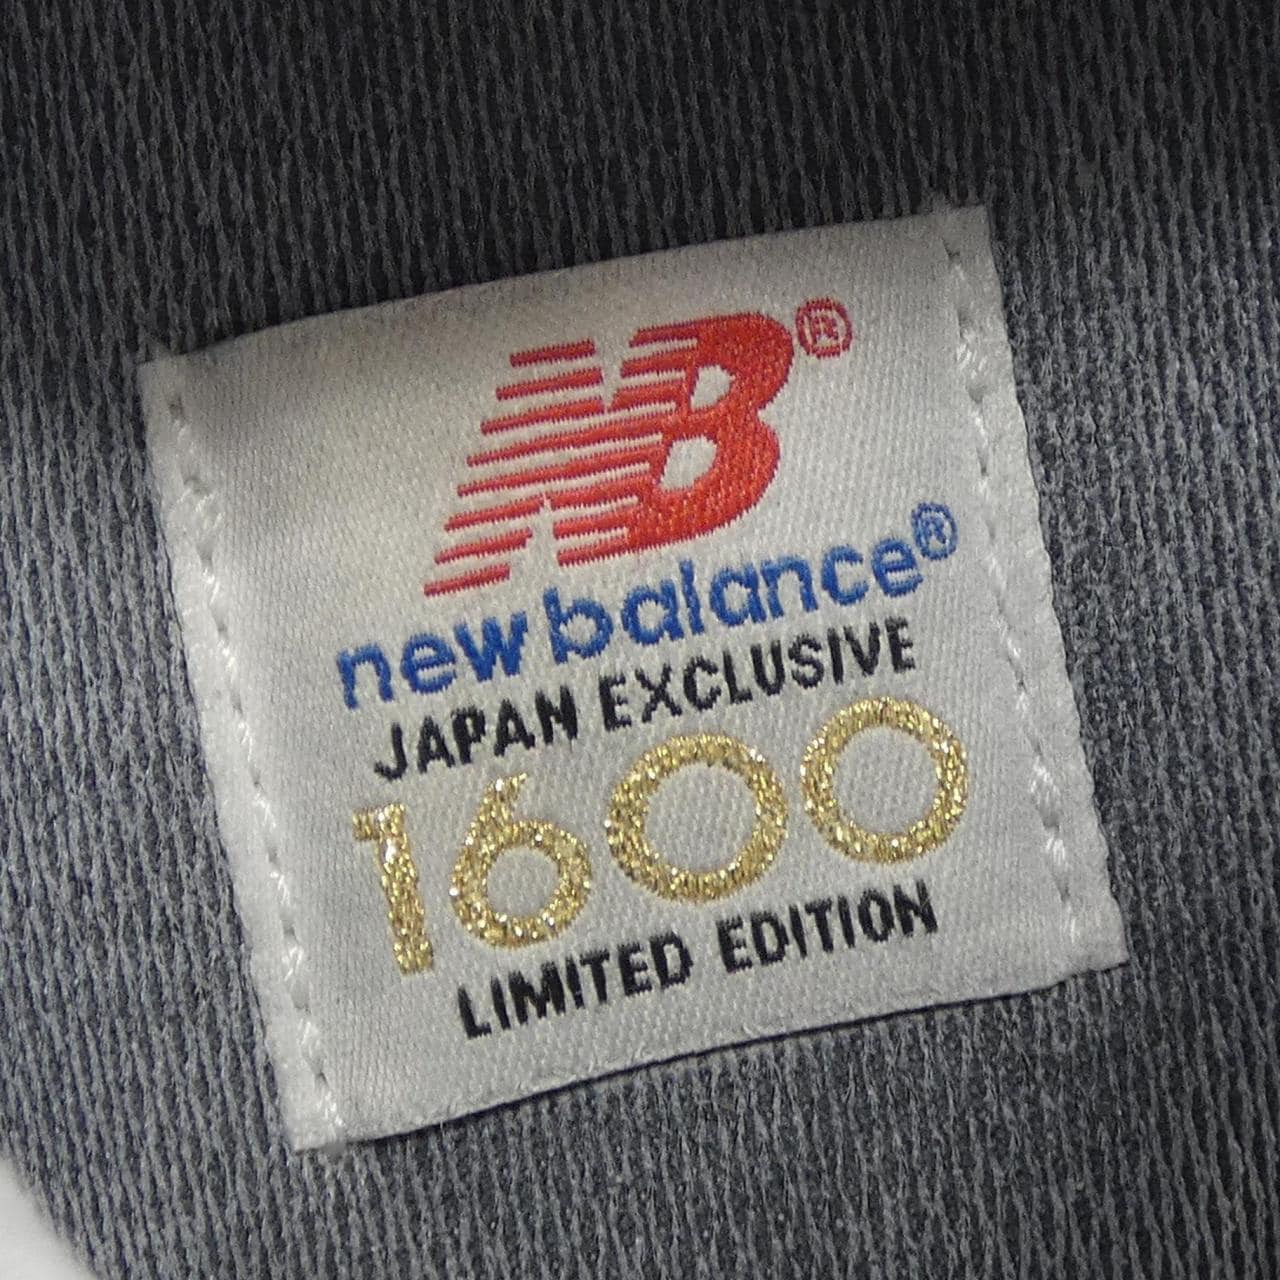 NB®
new balance®
JAPAN EXCLUSIVE
1600
LIMITED EDITION